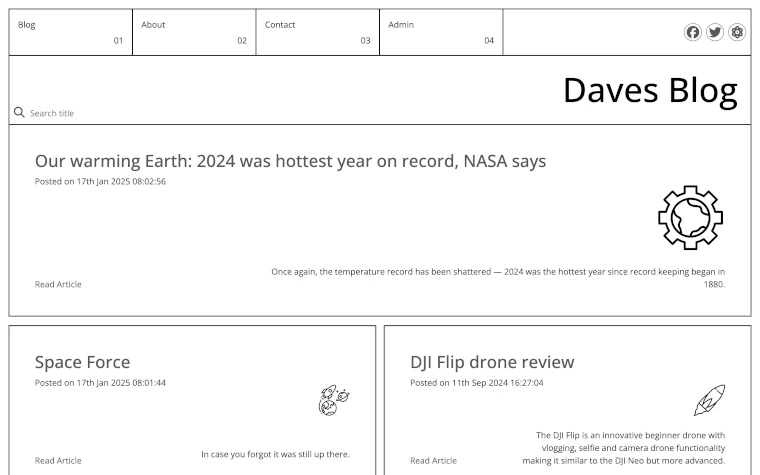 Blog
01
About
02
Contact
03
Admin
04
Daves Blog
Search title
Our warming Earth: 2024 was hottest year on record, NASA says
Posted on 17th Jan 2025 08:02:56
Once again, the temperature record has been shattered — 2024 was the hottest year since record keeping began in
1880.
Read Article
Space Force
Posted on 17th Jan 2025 08:01:44
In case you forgot it was still up there.
Read Article
DJI Flip drone review
Posted on 11th Sep 2024 16:27:04
The DJI Flip is an innovative beginner drone with
vlogging, selfie and camera drone functionality
making it similar to the DJI Neo but more advanced.
Read Article